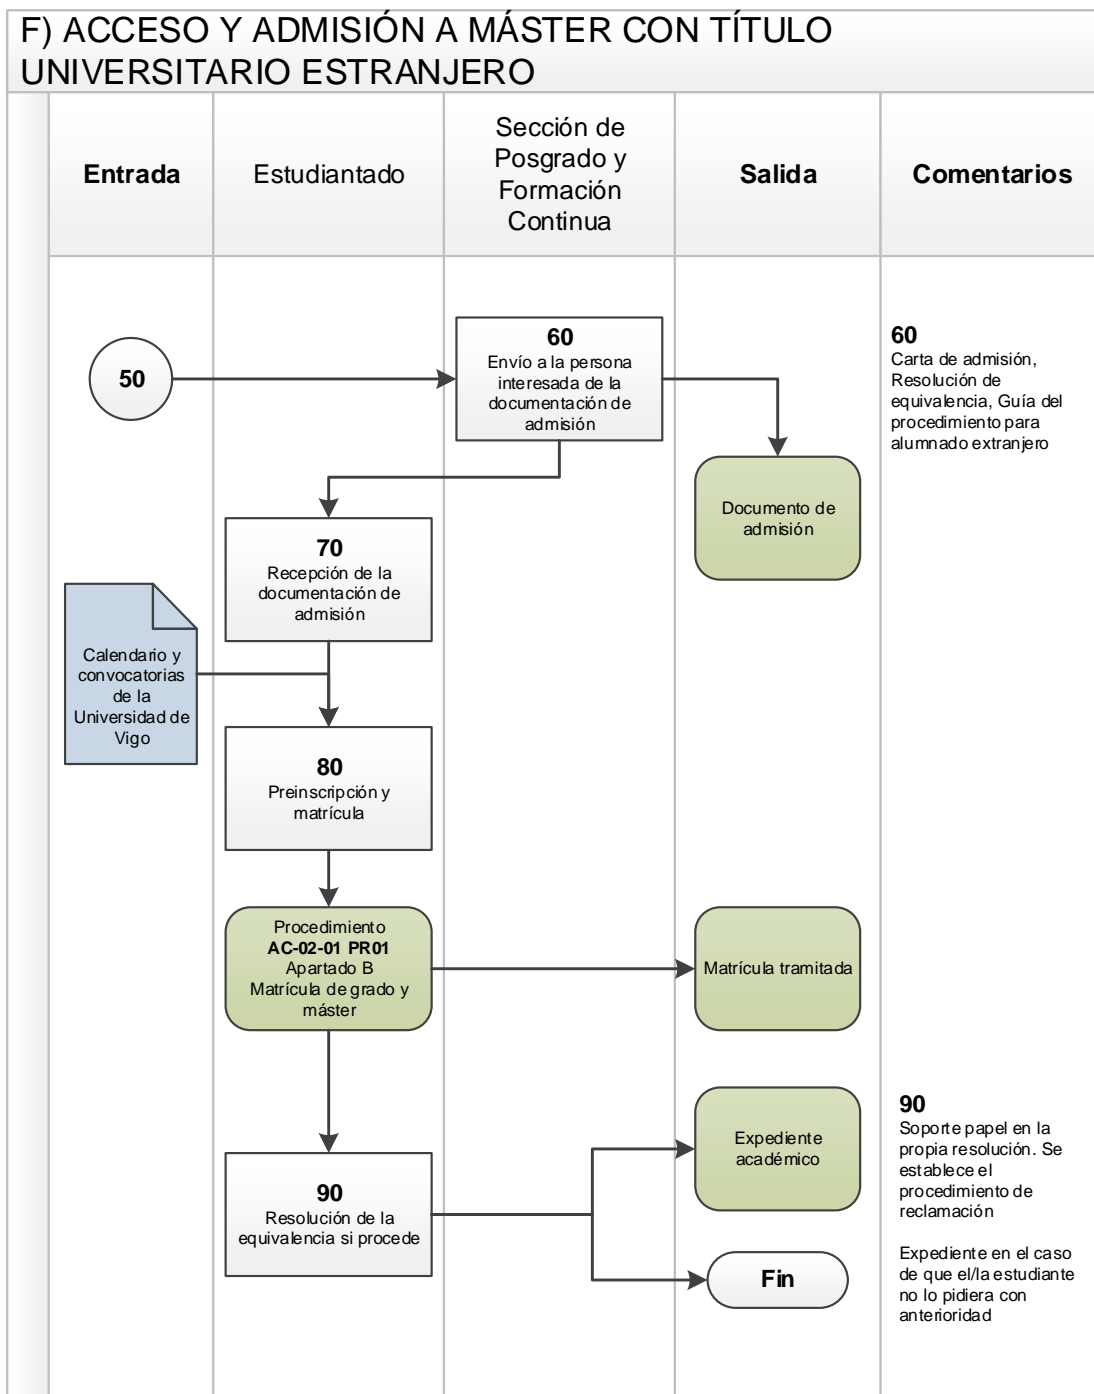 F) ACCESO Y ADMISIÓN A MÁSTER CON TÍTULO
UNIVERSITARIO ESTRANJERO
Entrada
Estudiantado
Sección de
Posgrado y
Formación
Continua
Salida
Comentarios
50
60
Envío a la persona
interesada de la
documentación de
admisión
60
Carta de admisión,
Resolución de
equivalencia, Guía del
procedimiento para
alumnado extranjero
Documento de
admisión
70
Recepción de la
documentación de
admisión
Calendario y
convocatorias
de la
Universidad de
Vigo
80
Preinscripción y
matrícula
Procedimiento
AC-02-01 PR01
Apartado B
Matrícula de grado y
máster
Matrícula tramitada
90
Resolución de la
equivalencia si procede
Expediente
académico
Fin
90
Soporte papel en la
propia resolución. Se
establece el
procedimiento de
reclamación
Expediente en el caso
de que el/la estudiante
no lo pidiera con
anterioridad